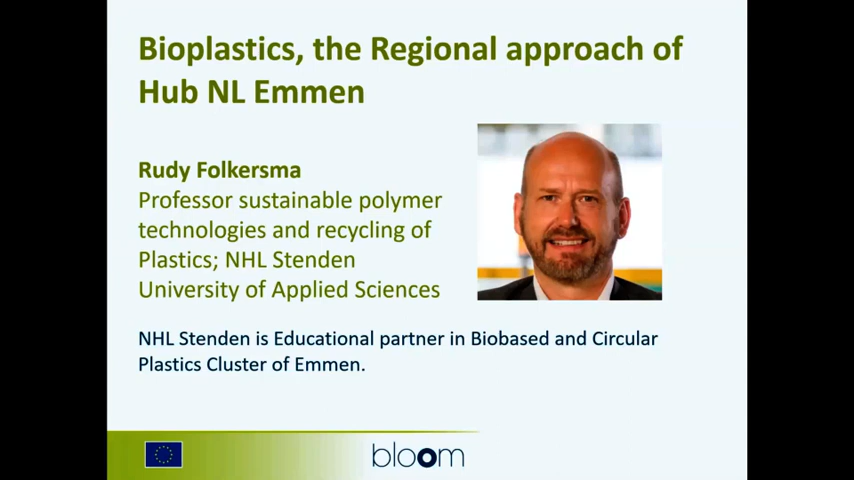 Bioplastics, the Regional approach of
Hub NL Emmen
Rudy Folkersma
Professor sustainable polymer
technologies and recycling of
Plastics; NHL Stenden
University of Applied Sciences
NHL Stenden is Educational partner in Biobased and Circular
Plastics Cluster of Emmen.
bloom